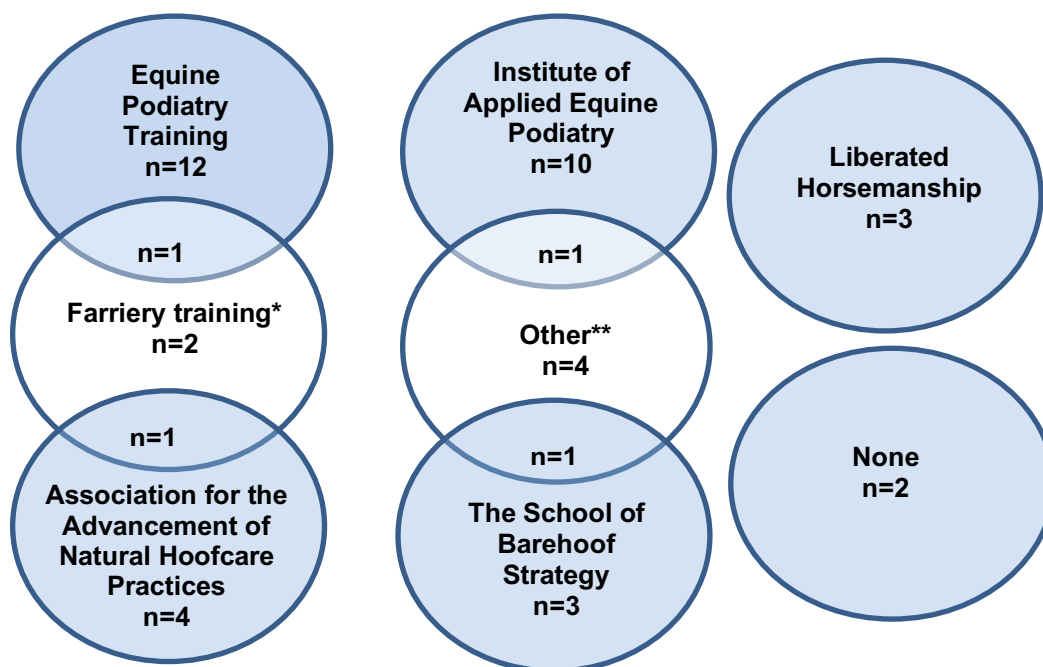 Equine
Podiatry
Training
n=12
n=1
Farriery training*
n=2
n=1
Association for the
Advancement of
Natural Hoofcare
Practices
n=4
Institute of
Applied Equine
Podiatry
n=10
n=1
Other**
n=4
n=1
The School of
Barehoof
Strategy
n=3
Liberated
Horsemanship
n=3
None
n=2